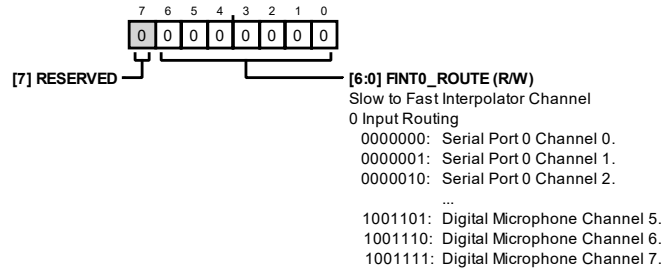 7 6 5 4 3 2 1 0
0 0 0 0 0 0 0 0
[7] RESERVED
[6:0] FINT0_ROUTE (R/W)
Slow to Fast Interpolator Channel
0 Input Routing
0000000: Serial Port 0 Channel 0.
0000001: Serial Port 0 Channel 1.
0000010: Serial Port 0 Channel 2.
...
1001101: Digital Microphone Channel 5.
1001110: Digital Microphone Channel 6.
1001111: Digital Microphone Channel 7.